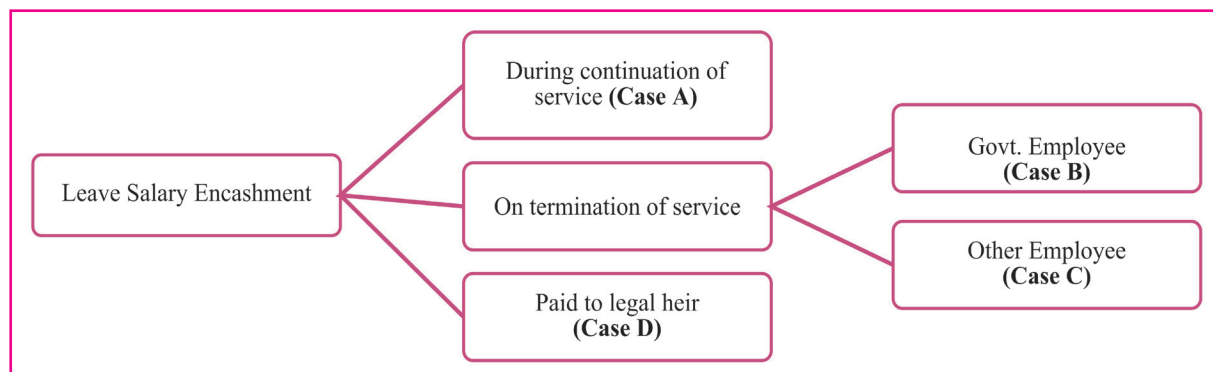 Leave Salary Encashment
During continuation of
service (Case A)
On termination of service
Paid to legal heir
(Case D)
Govt. Employee
(Case B)
Other Employee
(Case C)